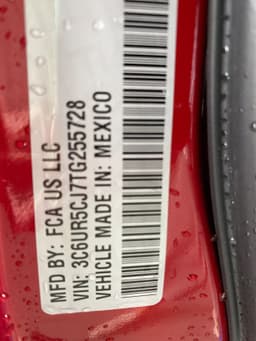 MFD BY: FCA US LLC
VIN: 3C6UR5CJ7TG255728
VEHICLE MADE IN: MEXICO